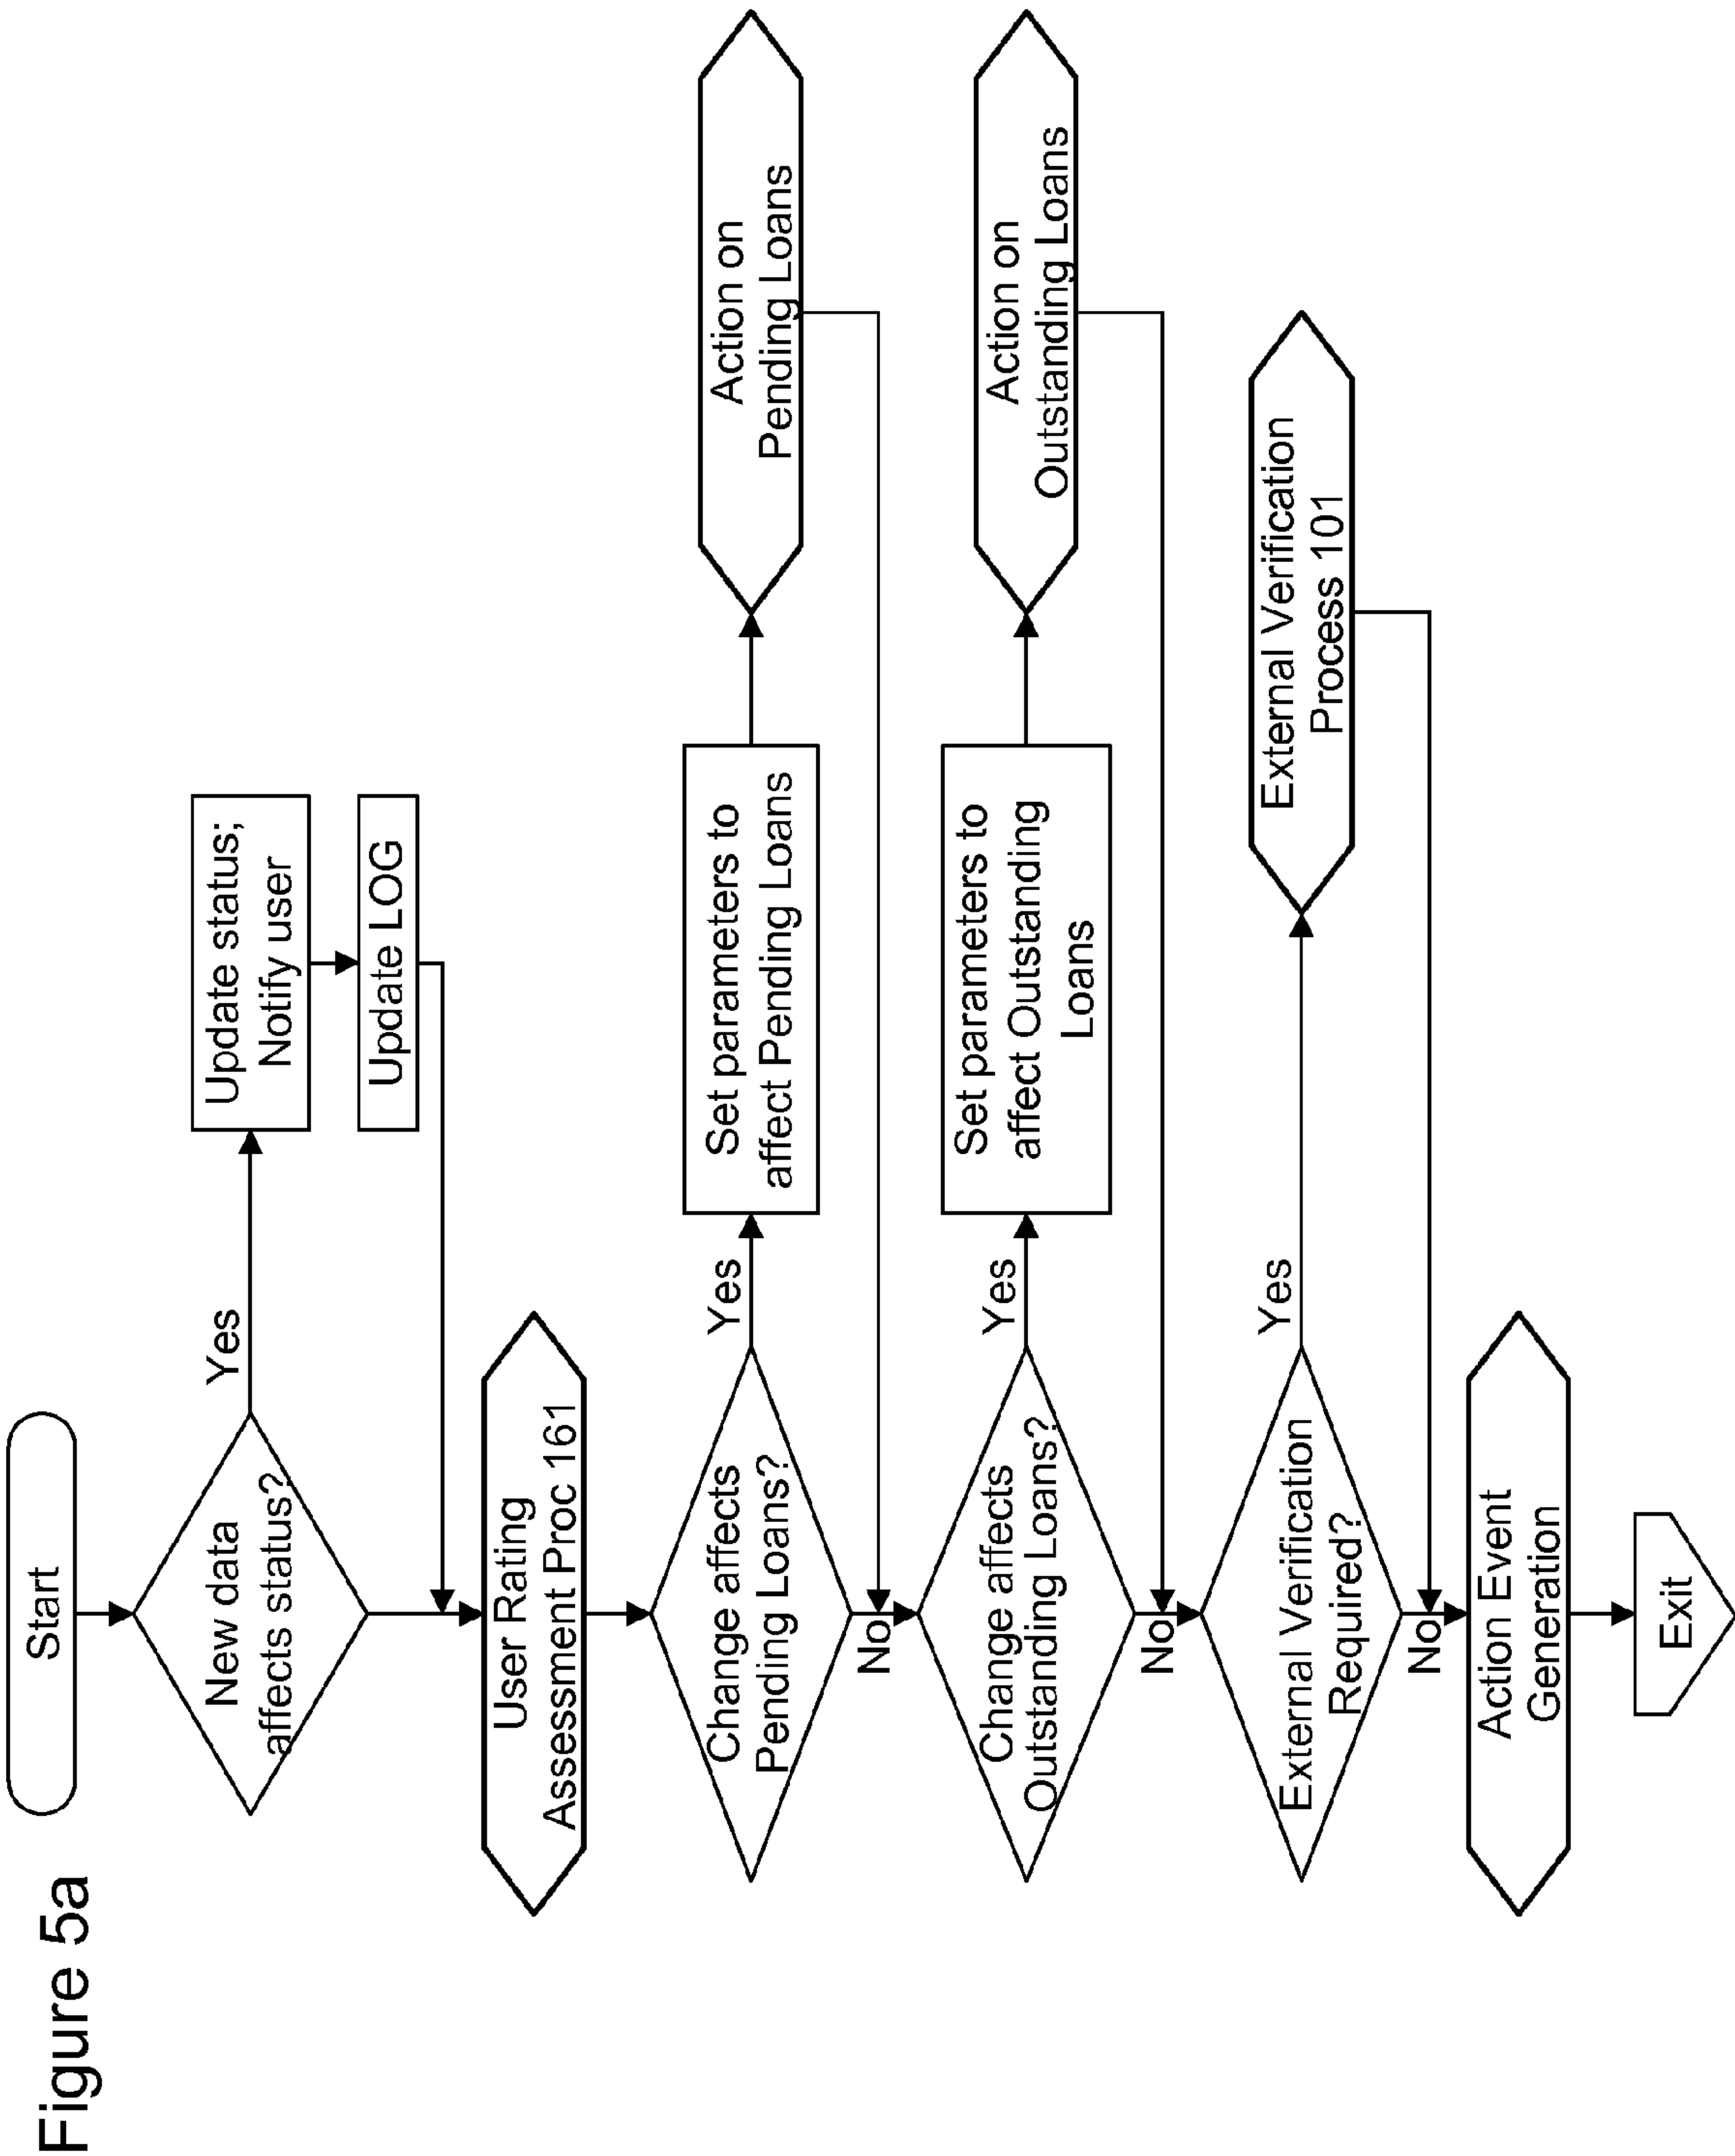 Figure 5a
Start
New data
affects status?
Yes
Update status;
Notify user
Update LOG
User Rating
Assessment Proc 161
Change affects
Pending Loans?
Yes
Set parameters to
affect Pending Loans
Action on
Pending Loans
No
Change affects
Outstanding Loans?
Yes
Set parameters to
affect Outstanding
Loans
Action on
Outstanding Loans
No
External Verification
Required?
Yes
External Verification
Process 101
No
Action Event
Generation
Exit